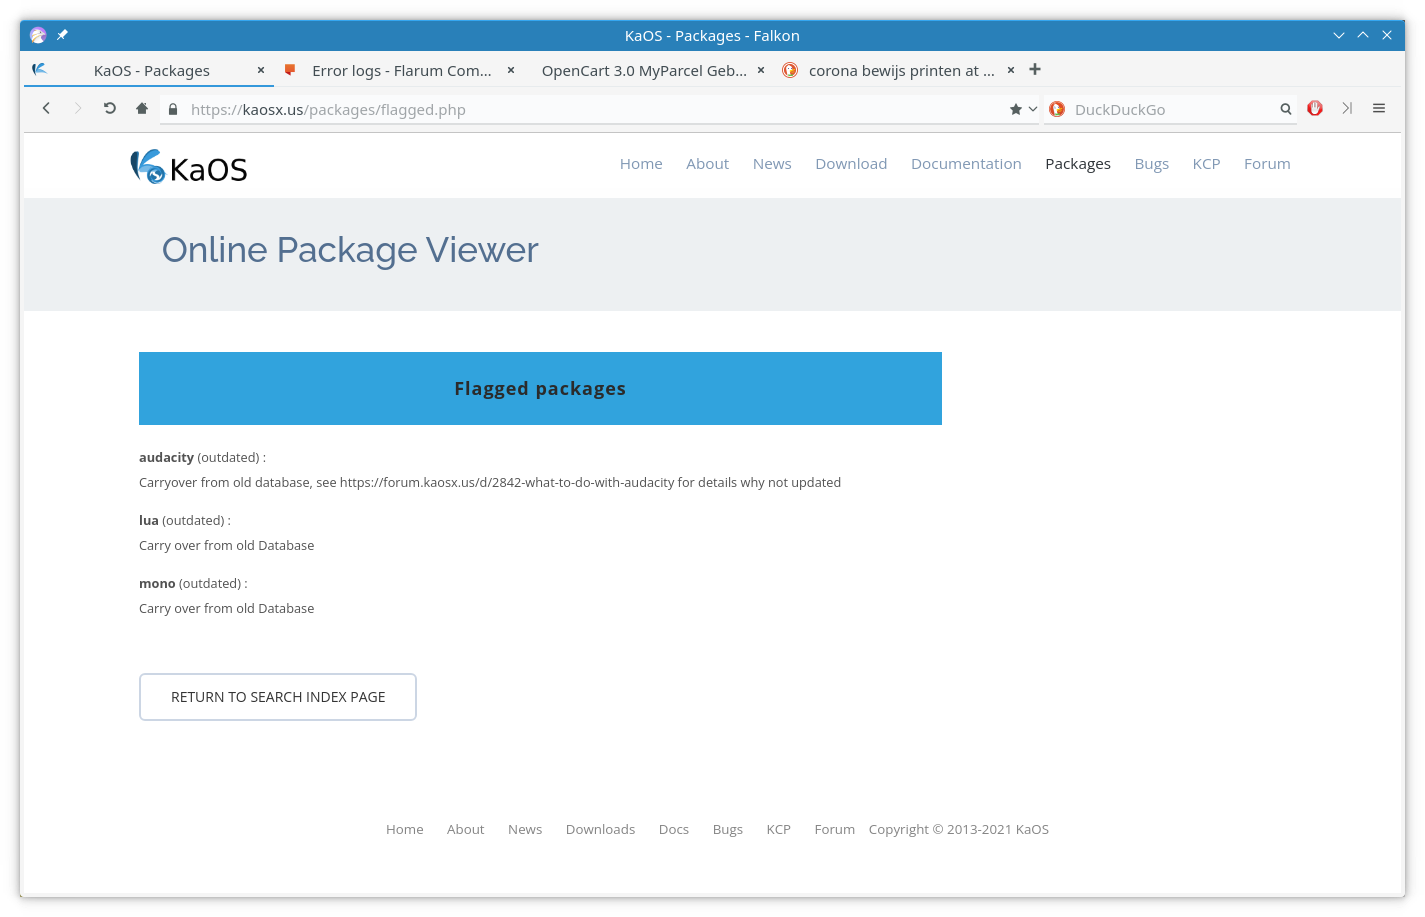 KaOS - Packages - Falkon
KaOS - Packages
Error logs - Flarum Com...
OpenCart 3.0 MyParcel Geb...
corona bewijs printen at ...
https://kaosx.us/packages/flagged.php
DuckDuckGo
KaOS
Home About News Download Documentation Packages Bugs KCP Forum
Online Package Viewer
Flagged packages
audacity (outdated) :
Carryover from old database, see https://forum.kaosx.us/d/2842-what-to-do-with-audacity for details why not updated
lua (outdated) :
Carry over from old Database
mono (outdated) :
Carry over from old Database
RETURN TO SEARCH INDEX PAGE
Home About News Downloads Docs Bugs KCP Forum Copyright © 2013-2021 KaOS